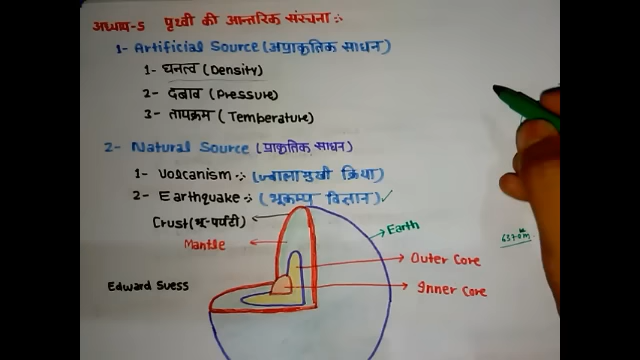 अध्याय-5 पृथ्वी की आन्तरिक संरचना :-
1- Artificial Source (अप्राकृतिक साधन)
1- घनत्व (Density)
2- दबाव (Pressure)
3- तापक्रम (Temperature)
2- Natural Source (प्राकृतिक साधन)
1- Volcanism :- (ज्वालामुखी क्रिया)
2- Earthquake :- (भूकम्प विज्ञान) ✓
Crust (भू-पर्पटी)
Earth
Mantle
Outer Core
Edward Suess
Inner Core